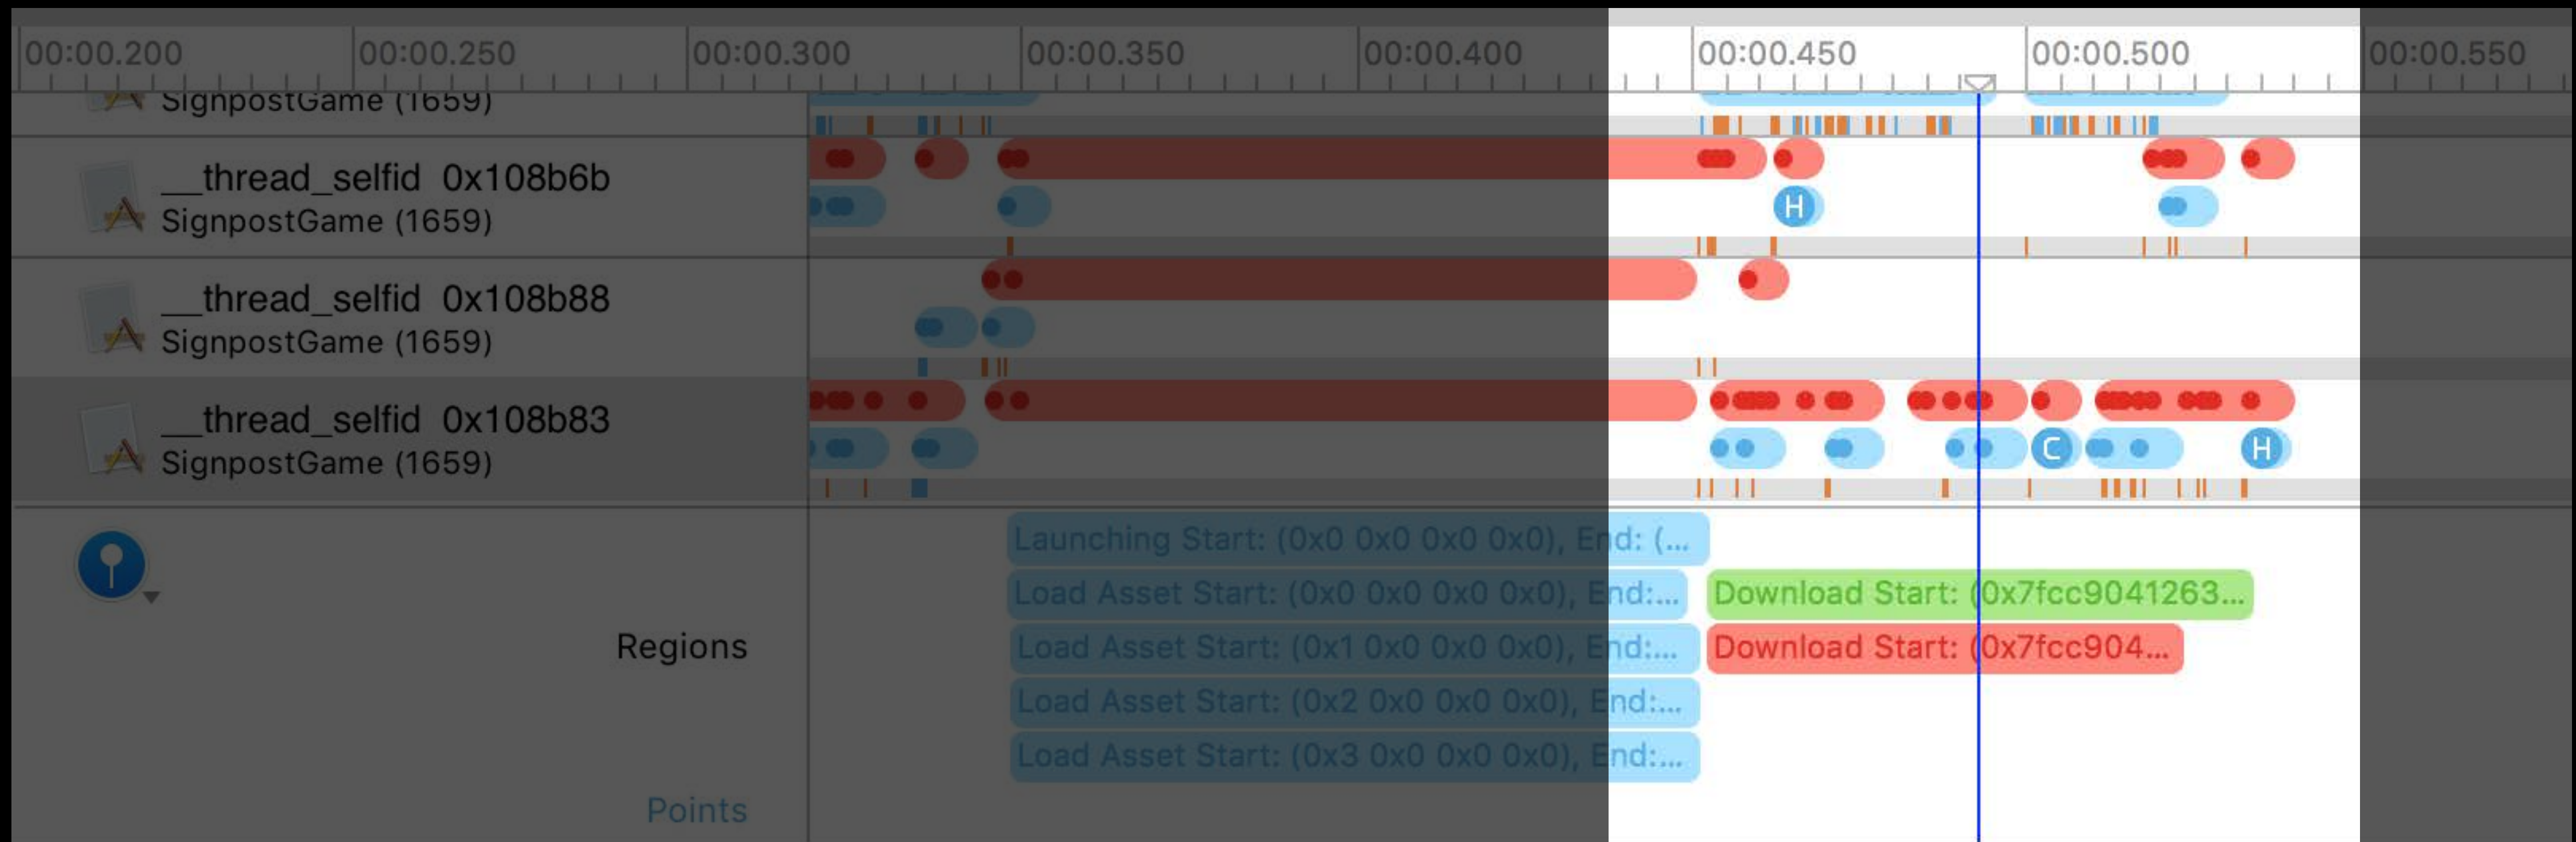 00:00.200 00:00.250 00:00.300 00:00.350 00:00.400 00:00.450 00:00.500 00:00.550
SignpostGame (1659)
__thread_selfid 0x108b6b
SignpostGame (1659)
H
__thread_selfid 0x108b88
SignpostGame (1659)
__thread_selfid 0x108b83
SignpostGame (1659)
C H
Launching Start: (0x0 0x0 0x0 0x0), End: (...
Load Asset Start: (0x0 0x0 0x0 0x0), End:... Download Start: (0x7fcc9041263...
Regions Load Asset Start: (0x1 0x0 0x0 0x0), End:... Download Start: (0x7fcc904...
Load Asset Start: (0x2 0x0 0x0 0x0), End:...
Load Asset Start: (0x3 0x0 0x0 0x0), End:...
Points